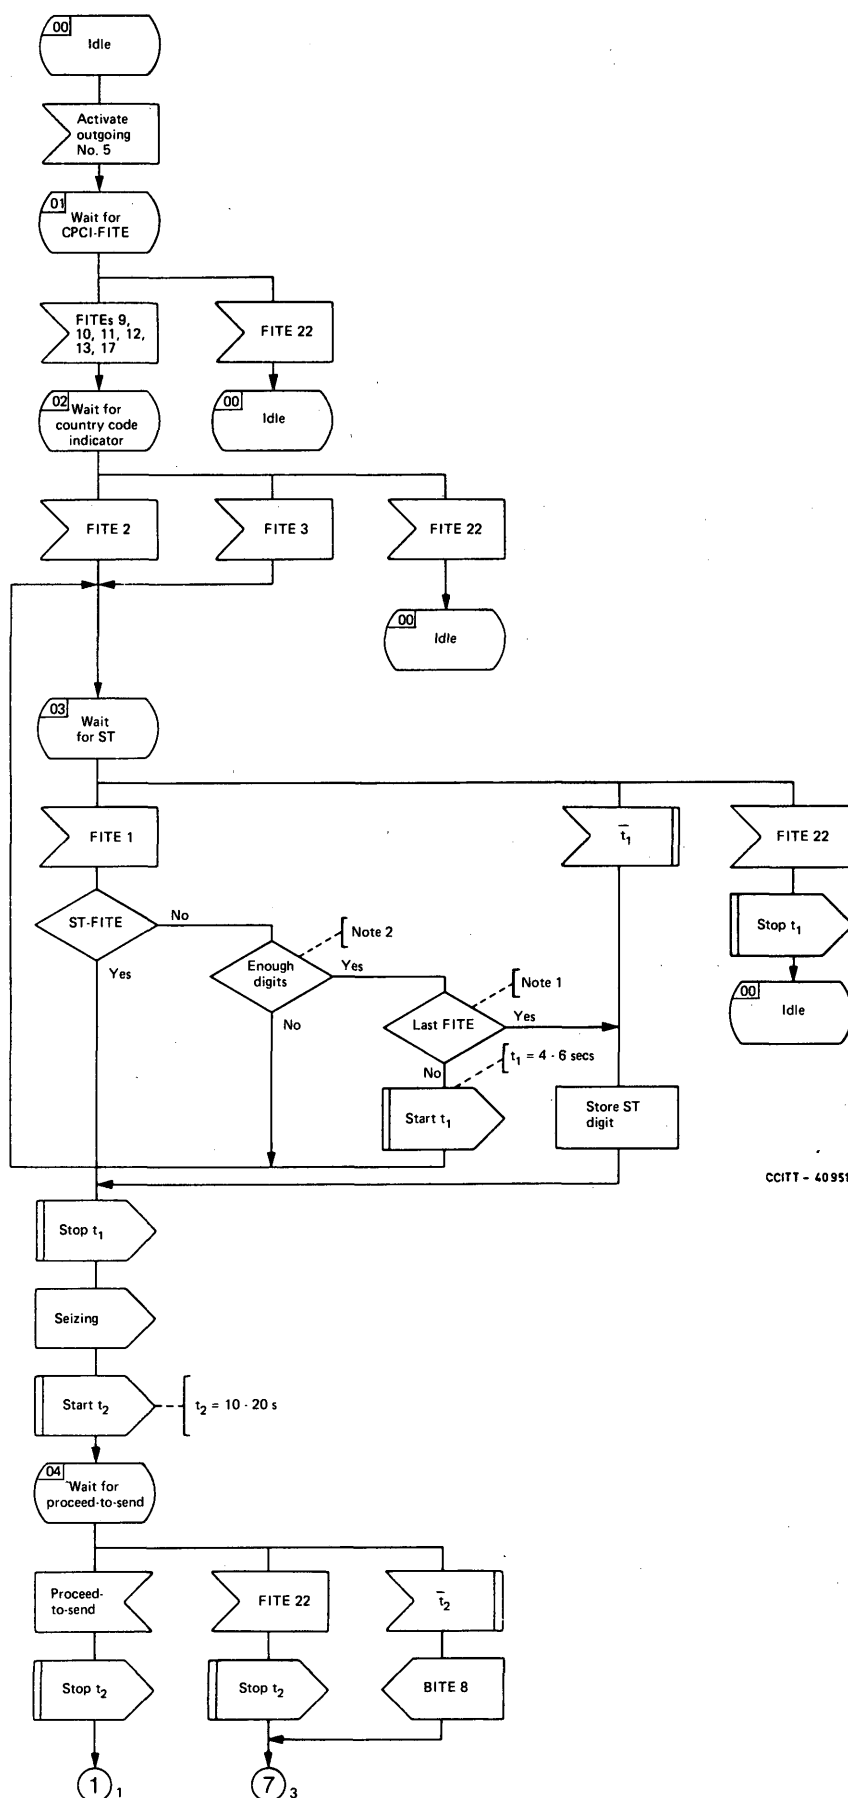 00
Idle
Activate
outgoing
No. 5
01
Wait for
CPCI-FITE
FITEs 9,
10, 11, 12,
13, 17
FITE 22
02
Wait for
country code
indicator
00
Idle
FITE 2
FITE 3
FITE 22
00
Idle
03
Wait
for ST
FITE 1
t̅1
FITE 22
ST-FITE
No
Yes
Note 2
Enough
digits
Yes
No
Note 1
Last FITE
Yes
No
t1 = 4 - 6 secs
Stop t1
00
Idle
Start t1
Store ST
digit
CCITT - 40951
Stop t1
Seizing
Start t2
t2 = 10 - 20 s
04
Wait for
proceed-to-send
Proceed-
to-send
FITE 22
t̅2
Stop t2
Stop t2
BITE 8
1 1
7 3